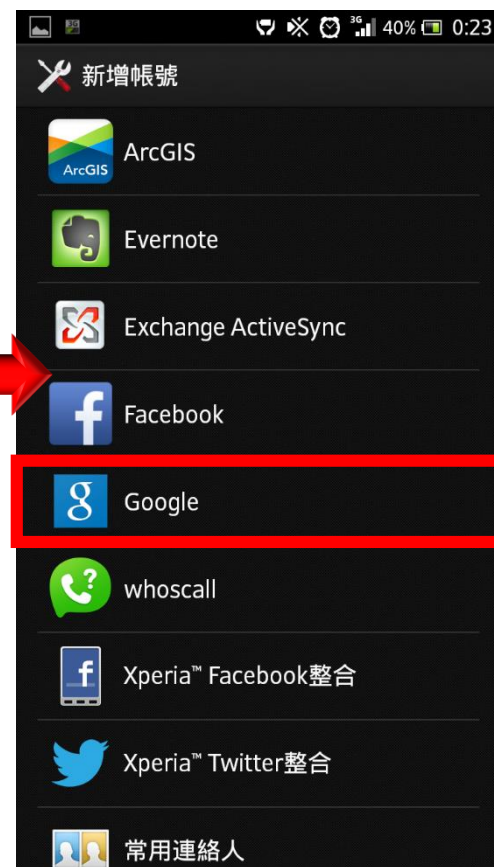 3G 40% 0:23
新增帳號
ArcGIS
ArcGIS
Evernote
Exchange ActiveSync
f
Facebook
g
Google
whoscall
f
Xperia™ Facebook整合
Xperia™ Twitter整合
常用連絡人